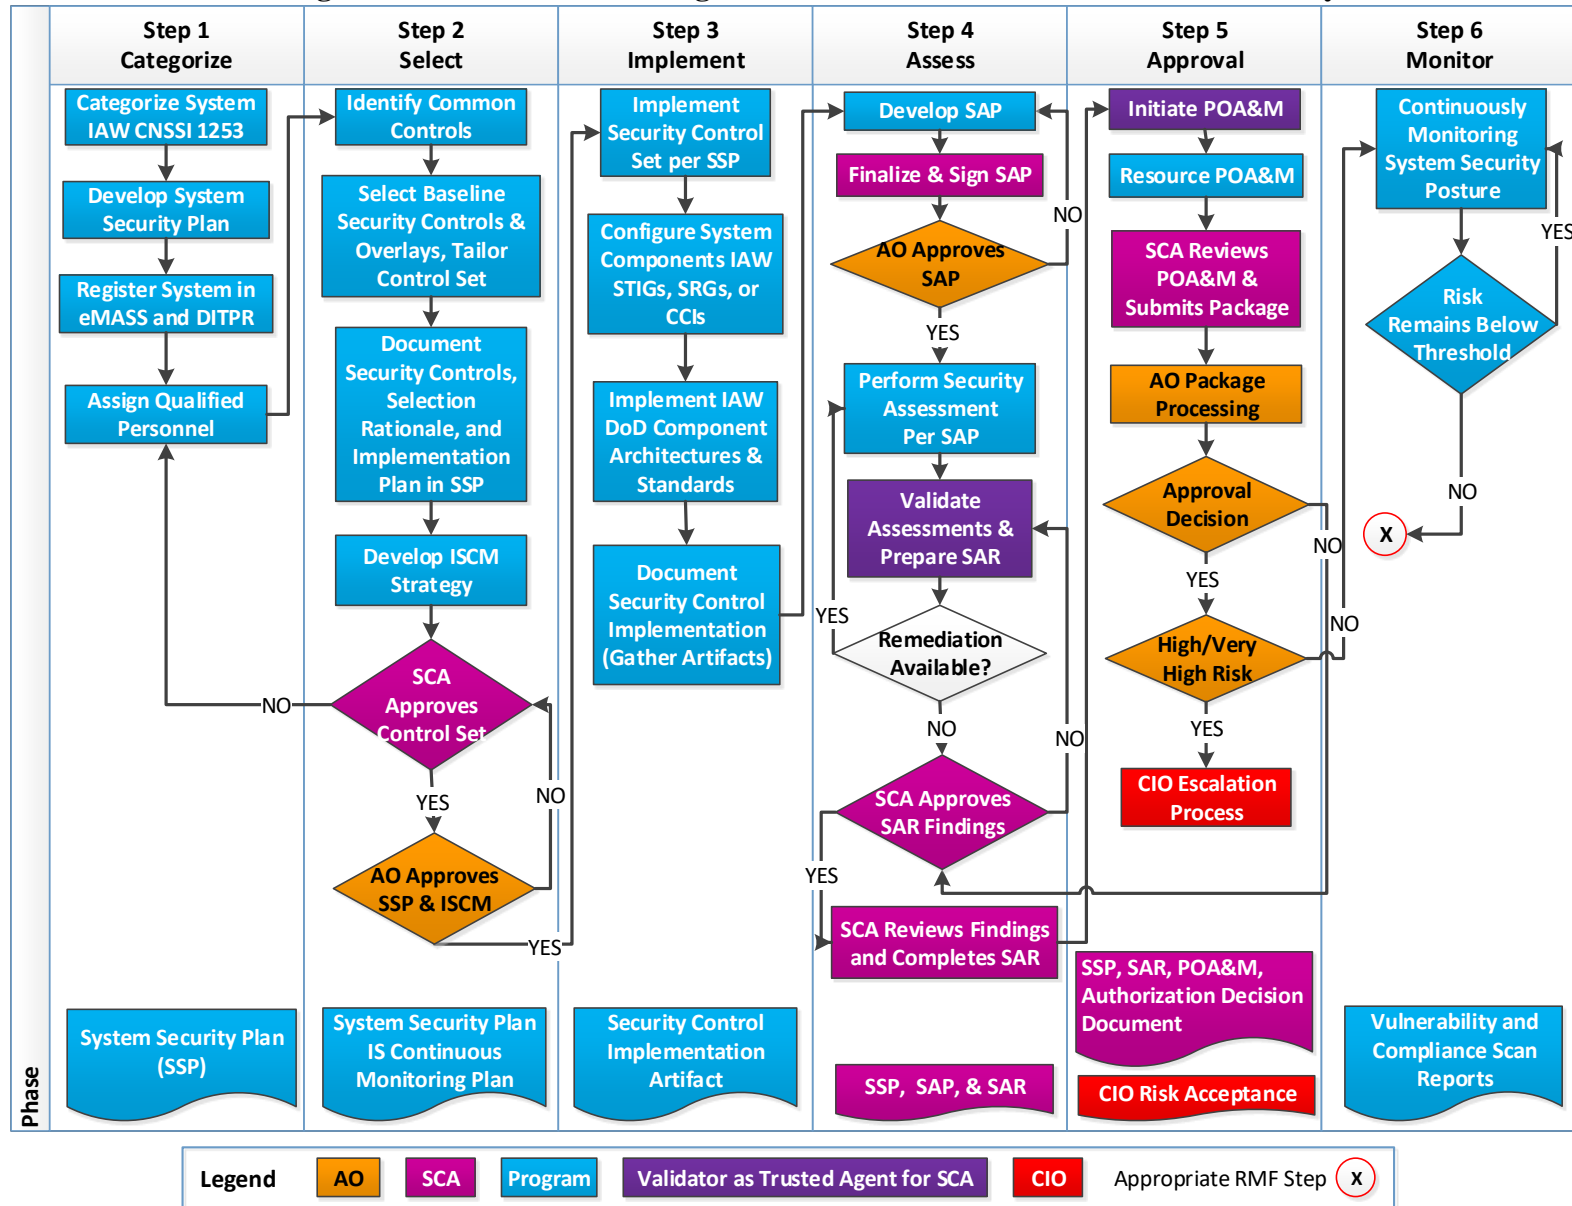 Step 1
Categorize
Step 2
Select
Step 3
Implement
Step 4
Assess
Step 5
Approval
Step 6
Monitor
Categorize System
IAW CNSSI 1253
Develop System
Security Plan
Register System in
eMASS and DITPR
Assign Qualified
Personnel
System Security Plan
(SSP)
Identify Common
Controls
Select Baseline
Security Controls &
Overlays, Tailor
Control Set
Document
Security Controls,
Selection
Rationale, and
Implementation
Plan in SSP
Develop ISCM
Strategy
SCA
Approves
Control Set
NO
YES
NO
AO Approves
SSP & ISCM
YES
System Security Plan
IS Continuous
Monitoring Plan
Implement
Security Control
Set per SSP
Configure System
Components IAW
STIGs, SRGs, or
CCIs
Implement IAW
DoD Component
Architectures &
Standards
Document
Security Control
Implementation
(Gather Artifacts)
Security Control
Implementation
Artifact
Develop SAP
Finalize & Sign SAP
NO
AO Approves
SAP
YES
Perform Security
Assessment
Per SAP
Validate
Assessments &
Prepare SAR
YES
Remediation
Available?
NO
NO
SCA Approves
SAR Findings
YES
SCA Reviews Findings
and Completes SAR
SSP, SAP, & SAR
Initiate POA&M
Resource POA&M
SCA Reviews
POA&M &
Submits Package
AO Package
Processing
Approval
Decision
NO
YES
NO
High/Very
High Risk
YES
CIO Escalation
Process
SSP, SAR, POA&M,
Authorization Decision
Document
CIO Risk Acceptance
Continuously
Monitoring
System Security
Posture
YES
Risk
Remains Below
Threshold
NO
X
Vulnerability and
Compliance Scan
Reports
Phase
Legend
AO
SCA
Program
Validator as Trusted Agent for SCA
CIO
Appropriate RMF Step
X